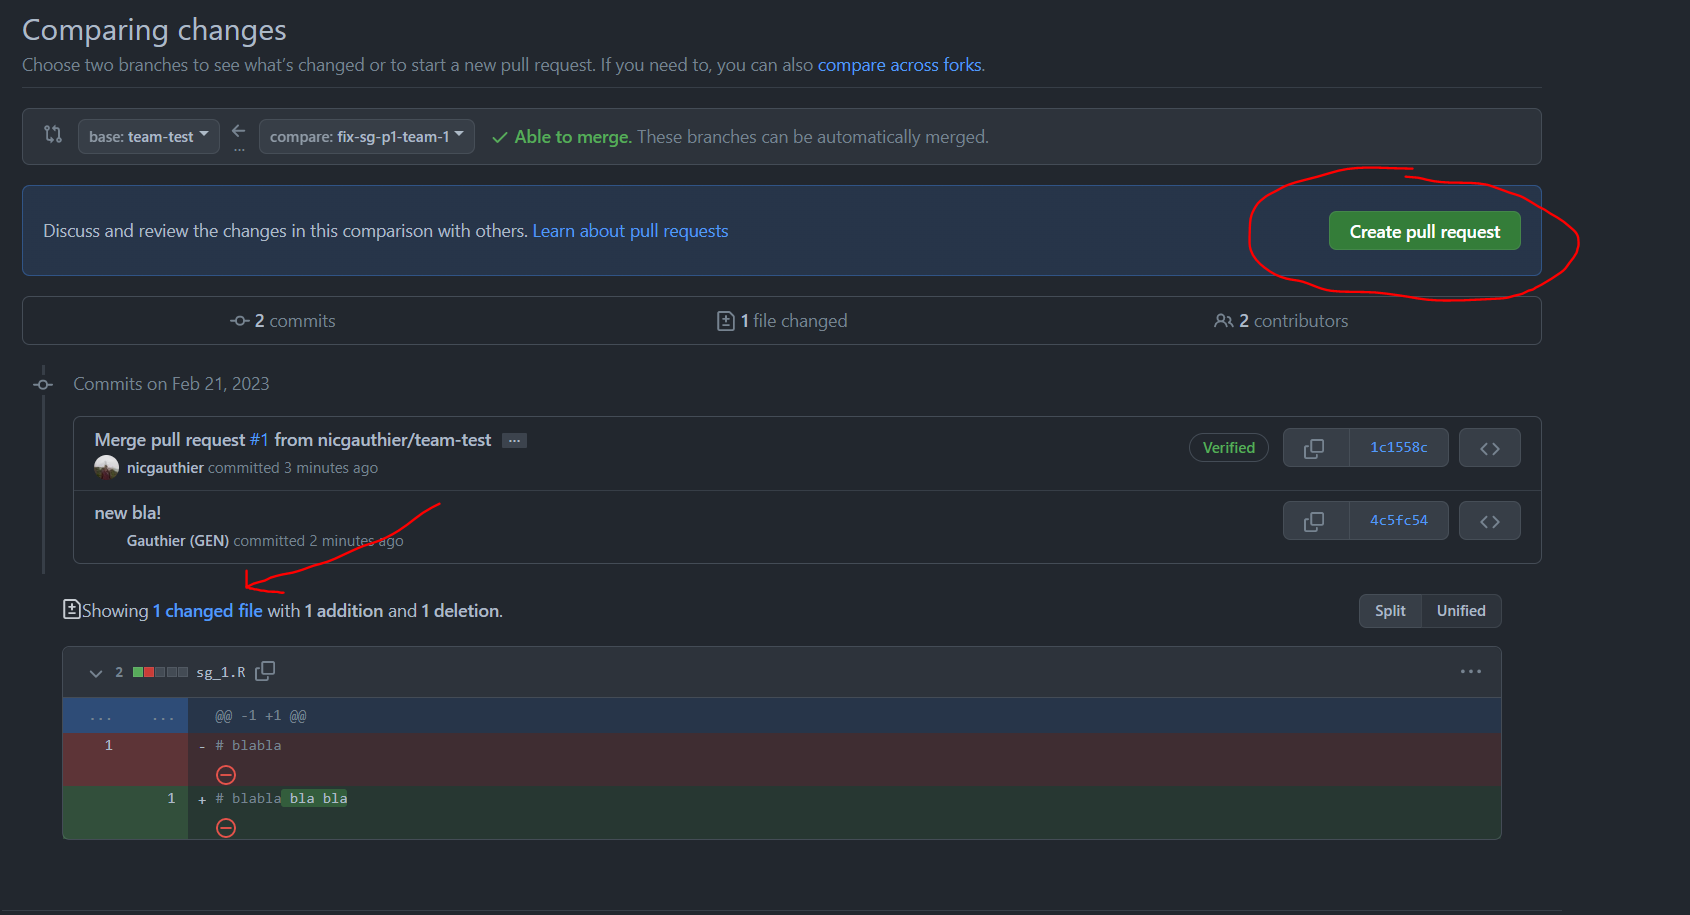 Comparing changes
Choose two branches to see what's changed or to start a new pull request. If you need to, you can also compare across forks.
base: team-test ... compare: fix-sg-p1-team-1 Able to merge. These branches can be automatically merged.
Discuss and review the changes in this comparison with others. Learn about pull requests Create pull request
2 commits 1 file changed 2 contributors
Commits on Feb 21, 2023
Merge pull request #1 from nicgauthier/team-test ... Verified 1c1558c <>
nicgauthier committed 3 minutes ago
new bla! 4c5fc54 <>
Gauthier (GEN) committed 2 minutes ago
Showing 1 changed file with 1 addition and 1 deletion. Split Unified
2 sg_1.R ...
... ... @@ -1 +1 @@
1 - # blabla
1 + # blabla bla bla